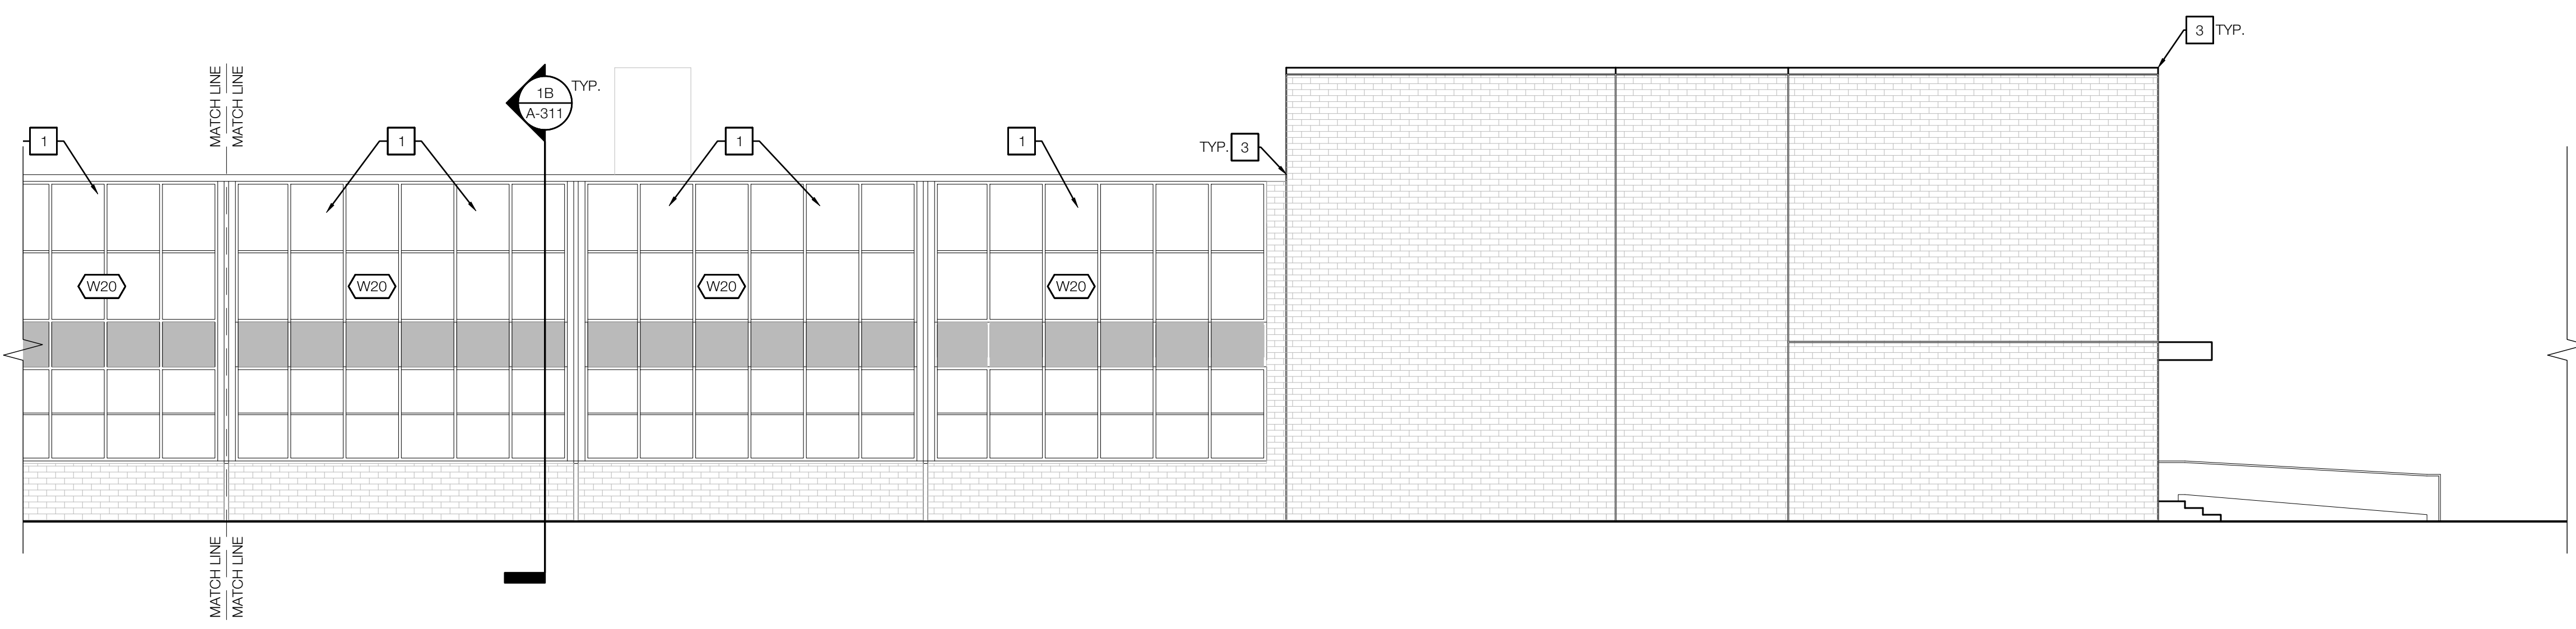 3 TYP.
MATCH LINE
MATCH LINE
1B
A-311
TYP.
1
1
1
1
TYP. 3
W20
W20
W20
W20
MATCH LINE
MATCH LINE